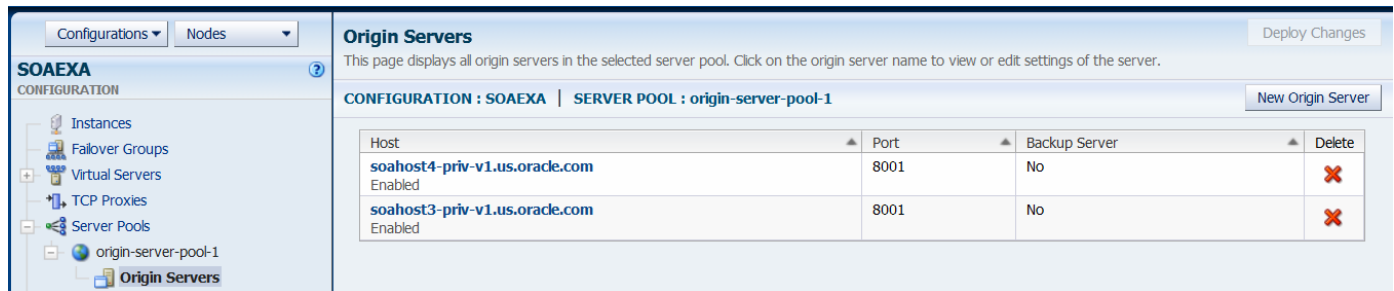 Configurations Nodes
SOAEXA
CONFIGURATION
Instances
Failover Groups
Virtual Servers
TCP Proxies
Server Pools
origin-server-pool-1
Origin Servers
Origin Servers
Deploy Changes
This page displays all origin servers in the selected server pool. Click on the origin server name to view or edit settings of the server.
CONFIGURATION : SOAEXA | SERVER POOL : origin-server-pool-1
New Origin Server
Host Port Backup Server Delete
soahost4-priv-v1.us.oracle.com 8001 No
Enabled
soahost3-priv-v1.us.oracle.com 8001 No
Enabled